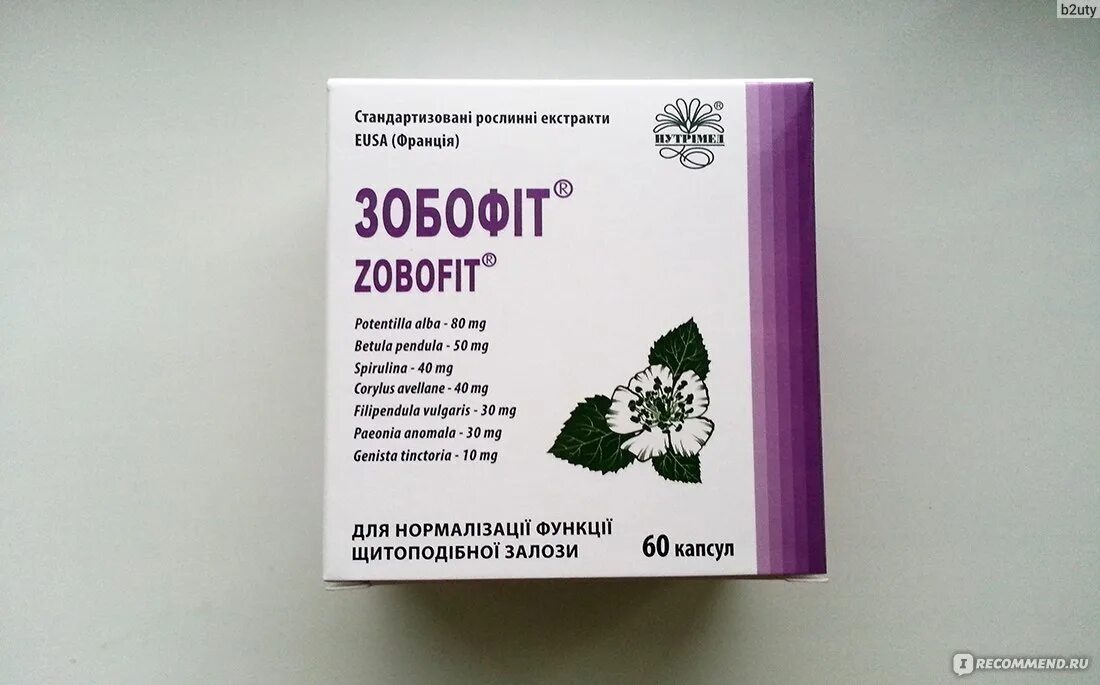 b2uty
Стандартизовані рослинні екстракти
EUSA (Франція)
НУТРІМЕД ®
ЗОБОФІТ®
ZOBOFIT®
Potentilla alba - 80 mg
Betula pendula - 50 mg
Spirulina - 40 mg
Corylus avellane - 40 mg
Filipendula vulgaris - 30 mg
Paeonia anomala - 30 mg
Genista tinctoria - 10 mg
ДЛЯ НОРМАЛІЗАЦІЇ ФУНКЦІЇ
ЩИТОПОДІБНОЇ ЗАЛОЗИ
60 капсул
I RECOMMEND.RU